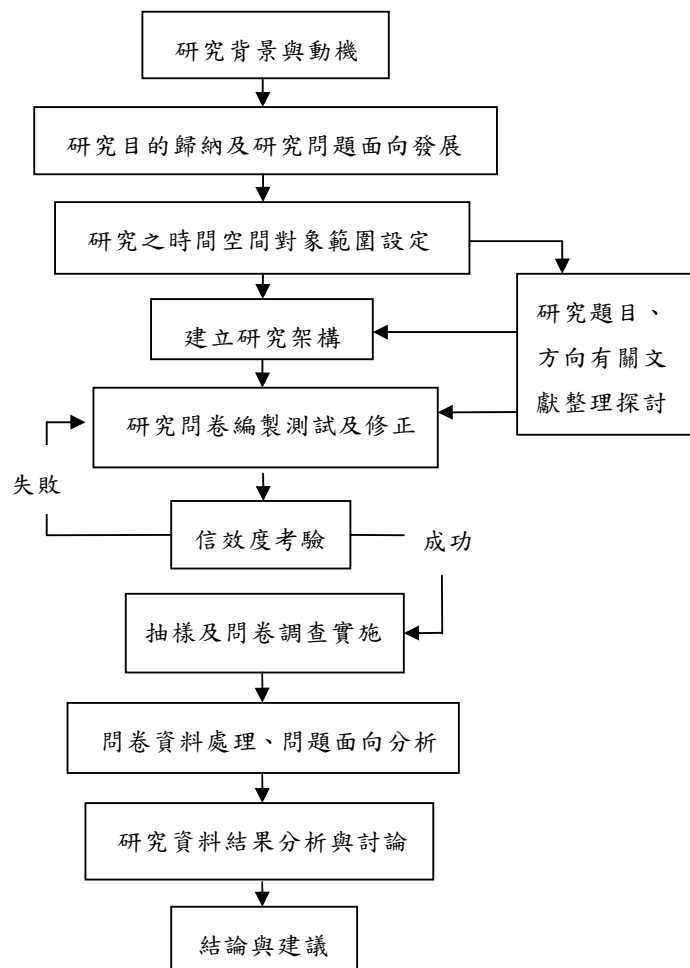 研究背景與動機
研究目的歸納及研究問題面向發展
研究之時間空間對象範圍設定
建立研究架構
研究題目、
方向有關文
獻整理探討
研究問卷編製測試及修正
失敗
信效度考驗
成功
抽樣及問卷調查實施
問卷資料處理、問題面向分析
研究資料結果分析與討論
結論與建議